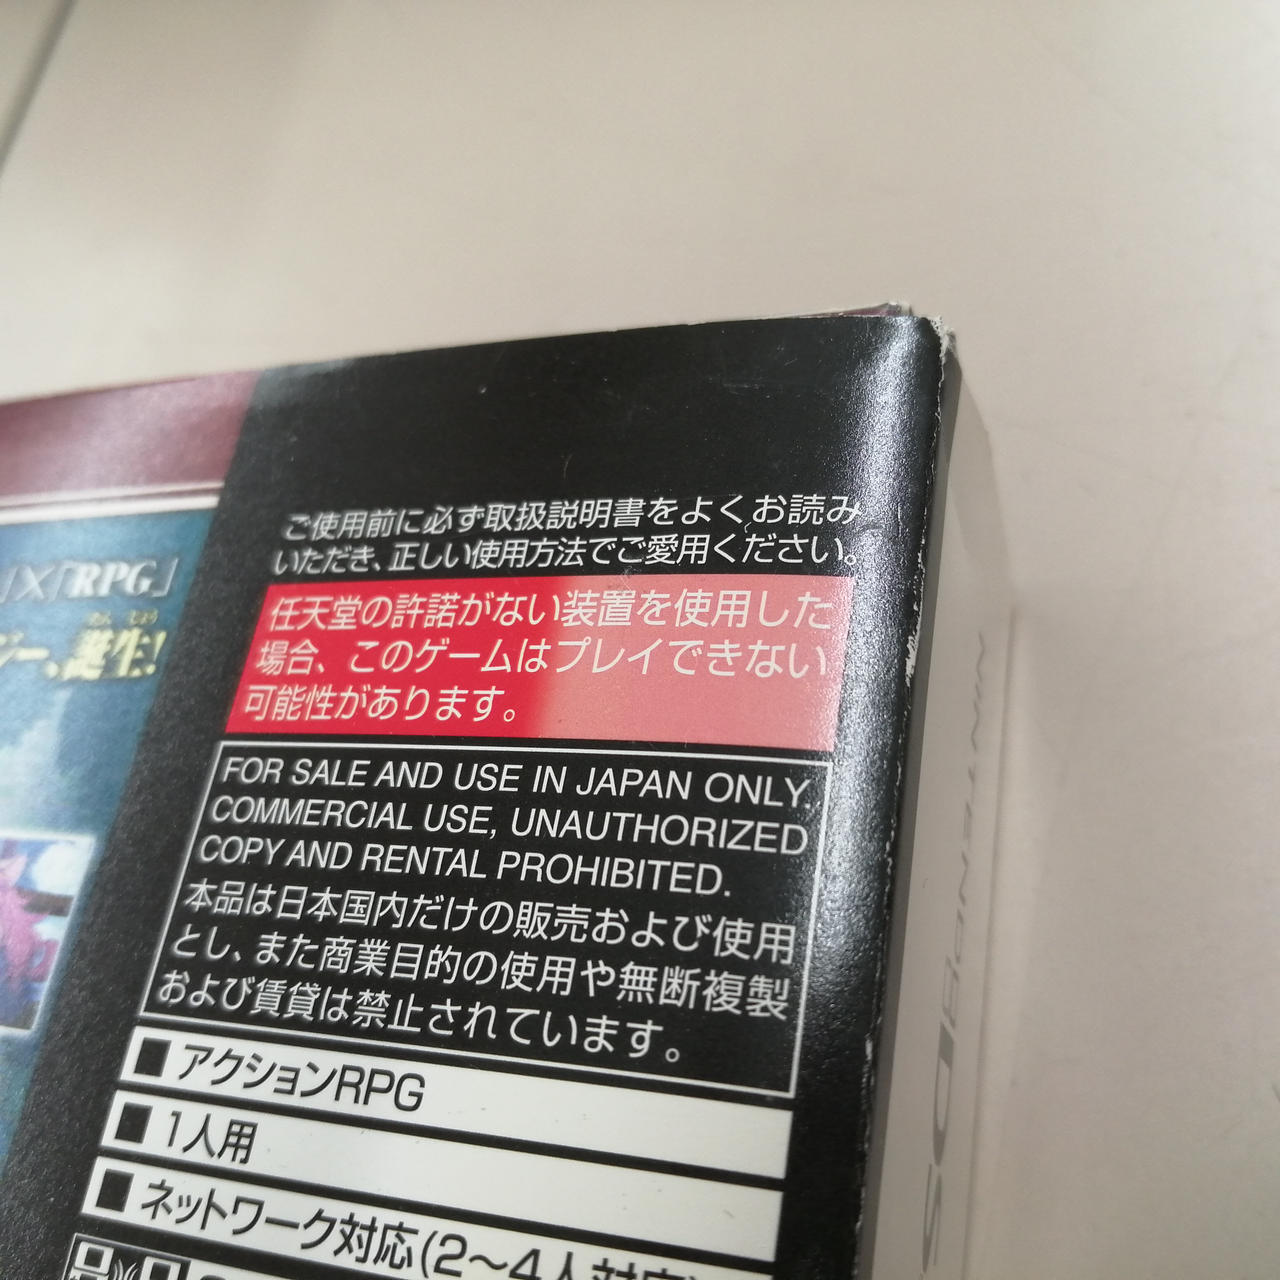 ご使用前に必ず取扱説明書をよくお読み
いただき、正しい使用方法でご愛用ください。
任天堂の許諾がない装置を使用した
場合、このゲームはプレイできない
可能性があります。
FOR SALE AND USE IN JAPAN ONLY.
COMMERCIAL USE, UNAUTHORIZED
COPY AND RENTAL PROHIBITED.
本品は日本国内だけの販売および使用
とし、また商業目的の使用や無断複製
および賃貸は禁止されています。
■アクションRPG
■1人用
■ネットワーク対応(2〜4人対応)
」×「RPG」
ジー、誕生!
NINTENDO DS